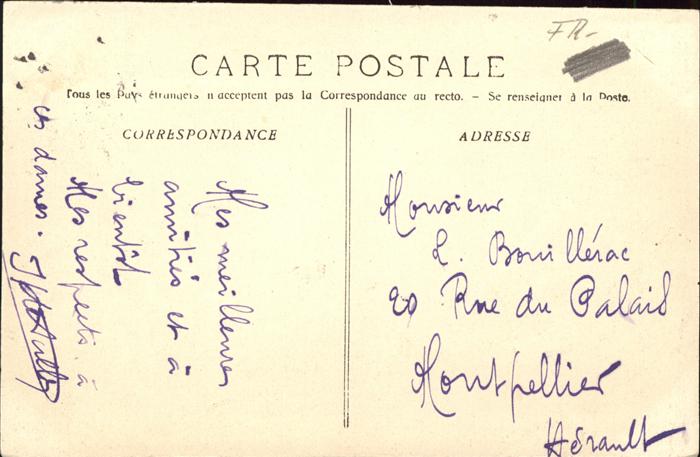 FR-
CARTE POSTALE
Tous les Pays étrangers n'acceptent pas la Correspondance au recto. - Se renseigner à la Poste.
CORRESPONDANCE
Mes meilleures
amitiés et à
bientôt
Mes respects à
ces dames.
ADRESSE
Monsieur
L. Bouillérac
20 Rue du Palais
Montpellier
Hérault